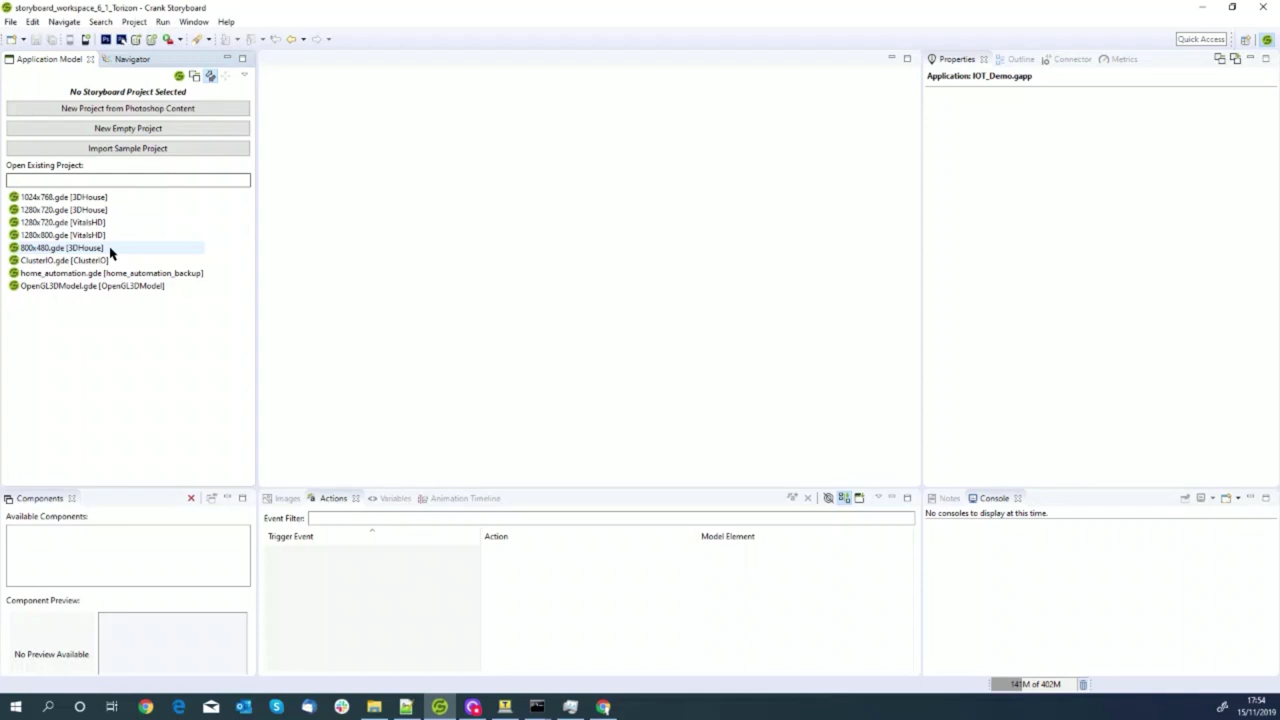 storyboard_workspace_6_1_Torizon - Crank Storyboard
File Edit Navigate Search Project Run Window Help
Quick Access
Application Model
Navigator
Properties
Outline
Connector
Metrics
No Storyboard Project Selected
Application: IOT_Demo.gapp
New Project from Photoshop Content
New Empty Project
Import Sample Project
Open Existing Project:
1024x768.gde [3DHouse]
1280x720.gde [3DHouse]
1280x720.gde [VitalsHD]
1280x800.gde [VitalsHD]
800x480.gde [3DHouse]
ClusterIO.gde [ClusterIO]
home_automation.gde [home_automation_backup]
OpenGL3DModel.gde [OpenGL3DModel]
Components
Images
Actions
Variables
Animation Timeline
Notes
Console
Available Components:
Event Filter:
No consoles to display at this time.
Trigger Event
Action
Model Element
Component Preview:
No Preview Available
141M of 402M
17:54
15/11/2019